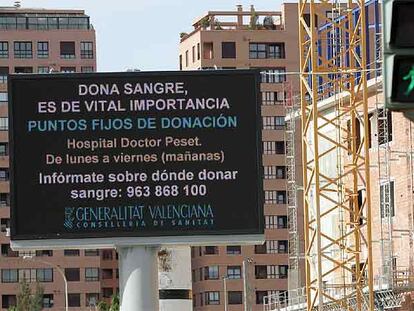 DONA SANGRE,
ES DE VITAL IMPORTANCIA
PUNTOS FIJOS DE DONACIÓN
Hospital Doctor Peset.
De lunes a viernes (mañanas)
Infórmate sobre dónde donar
sangre: 963 868 100
GENERALITAT VALENCIANA
CONSELLERIA DE SANITAT